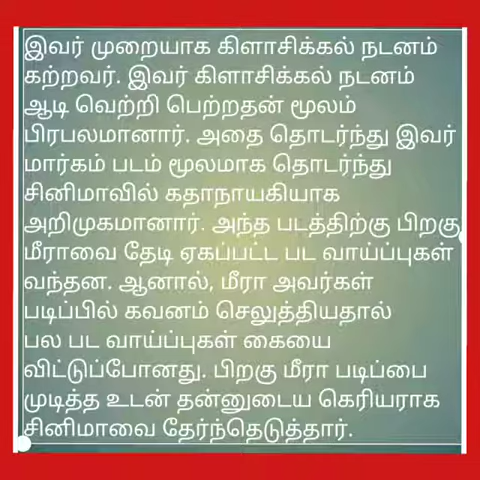 இவர் முறையாக கிளாசிக்கல் நடனம்
கற்றவர். இவர் கிளாசிக்கல் நடனம்
ஆடி வெற்றி பெற்றதன் மூலம்
பிரபலமானார். அதை தொடர்ந்து இவர்
மார்கம் படம் மூலமாக தொடர்ந்து
சினிமாவில் கதாநாயகியாக
அறிமுகமானார். அந்த படத்திற்கு பிறகு
மீராவை தேடி ஏகப்பட்ட பட வாய்ப்புகள்
வந்தன. ஆனால், மீரா அவர்கள்
படிப்பில் கவனம் செலுத்தியதால்
பல பட வாய்ப்புகள் கையை
விட்டுப்போனது. பிறகு மீரா படிப்பை
முடித்த உடன் தன்னுடைய கெரியராக
சினிமாவை தேர்ந்தெடுத்தார்.